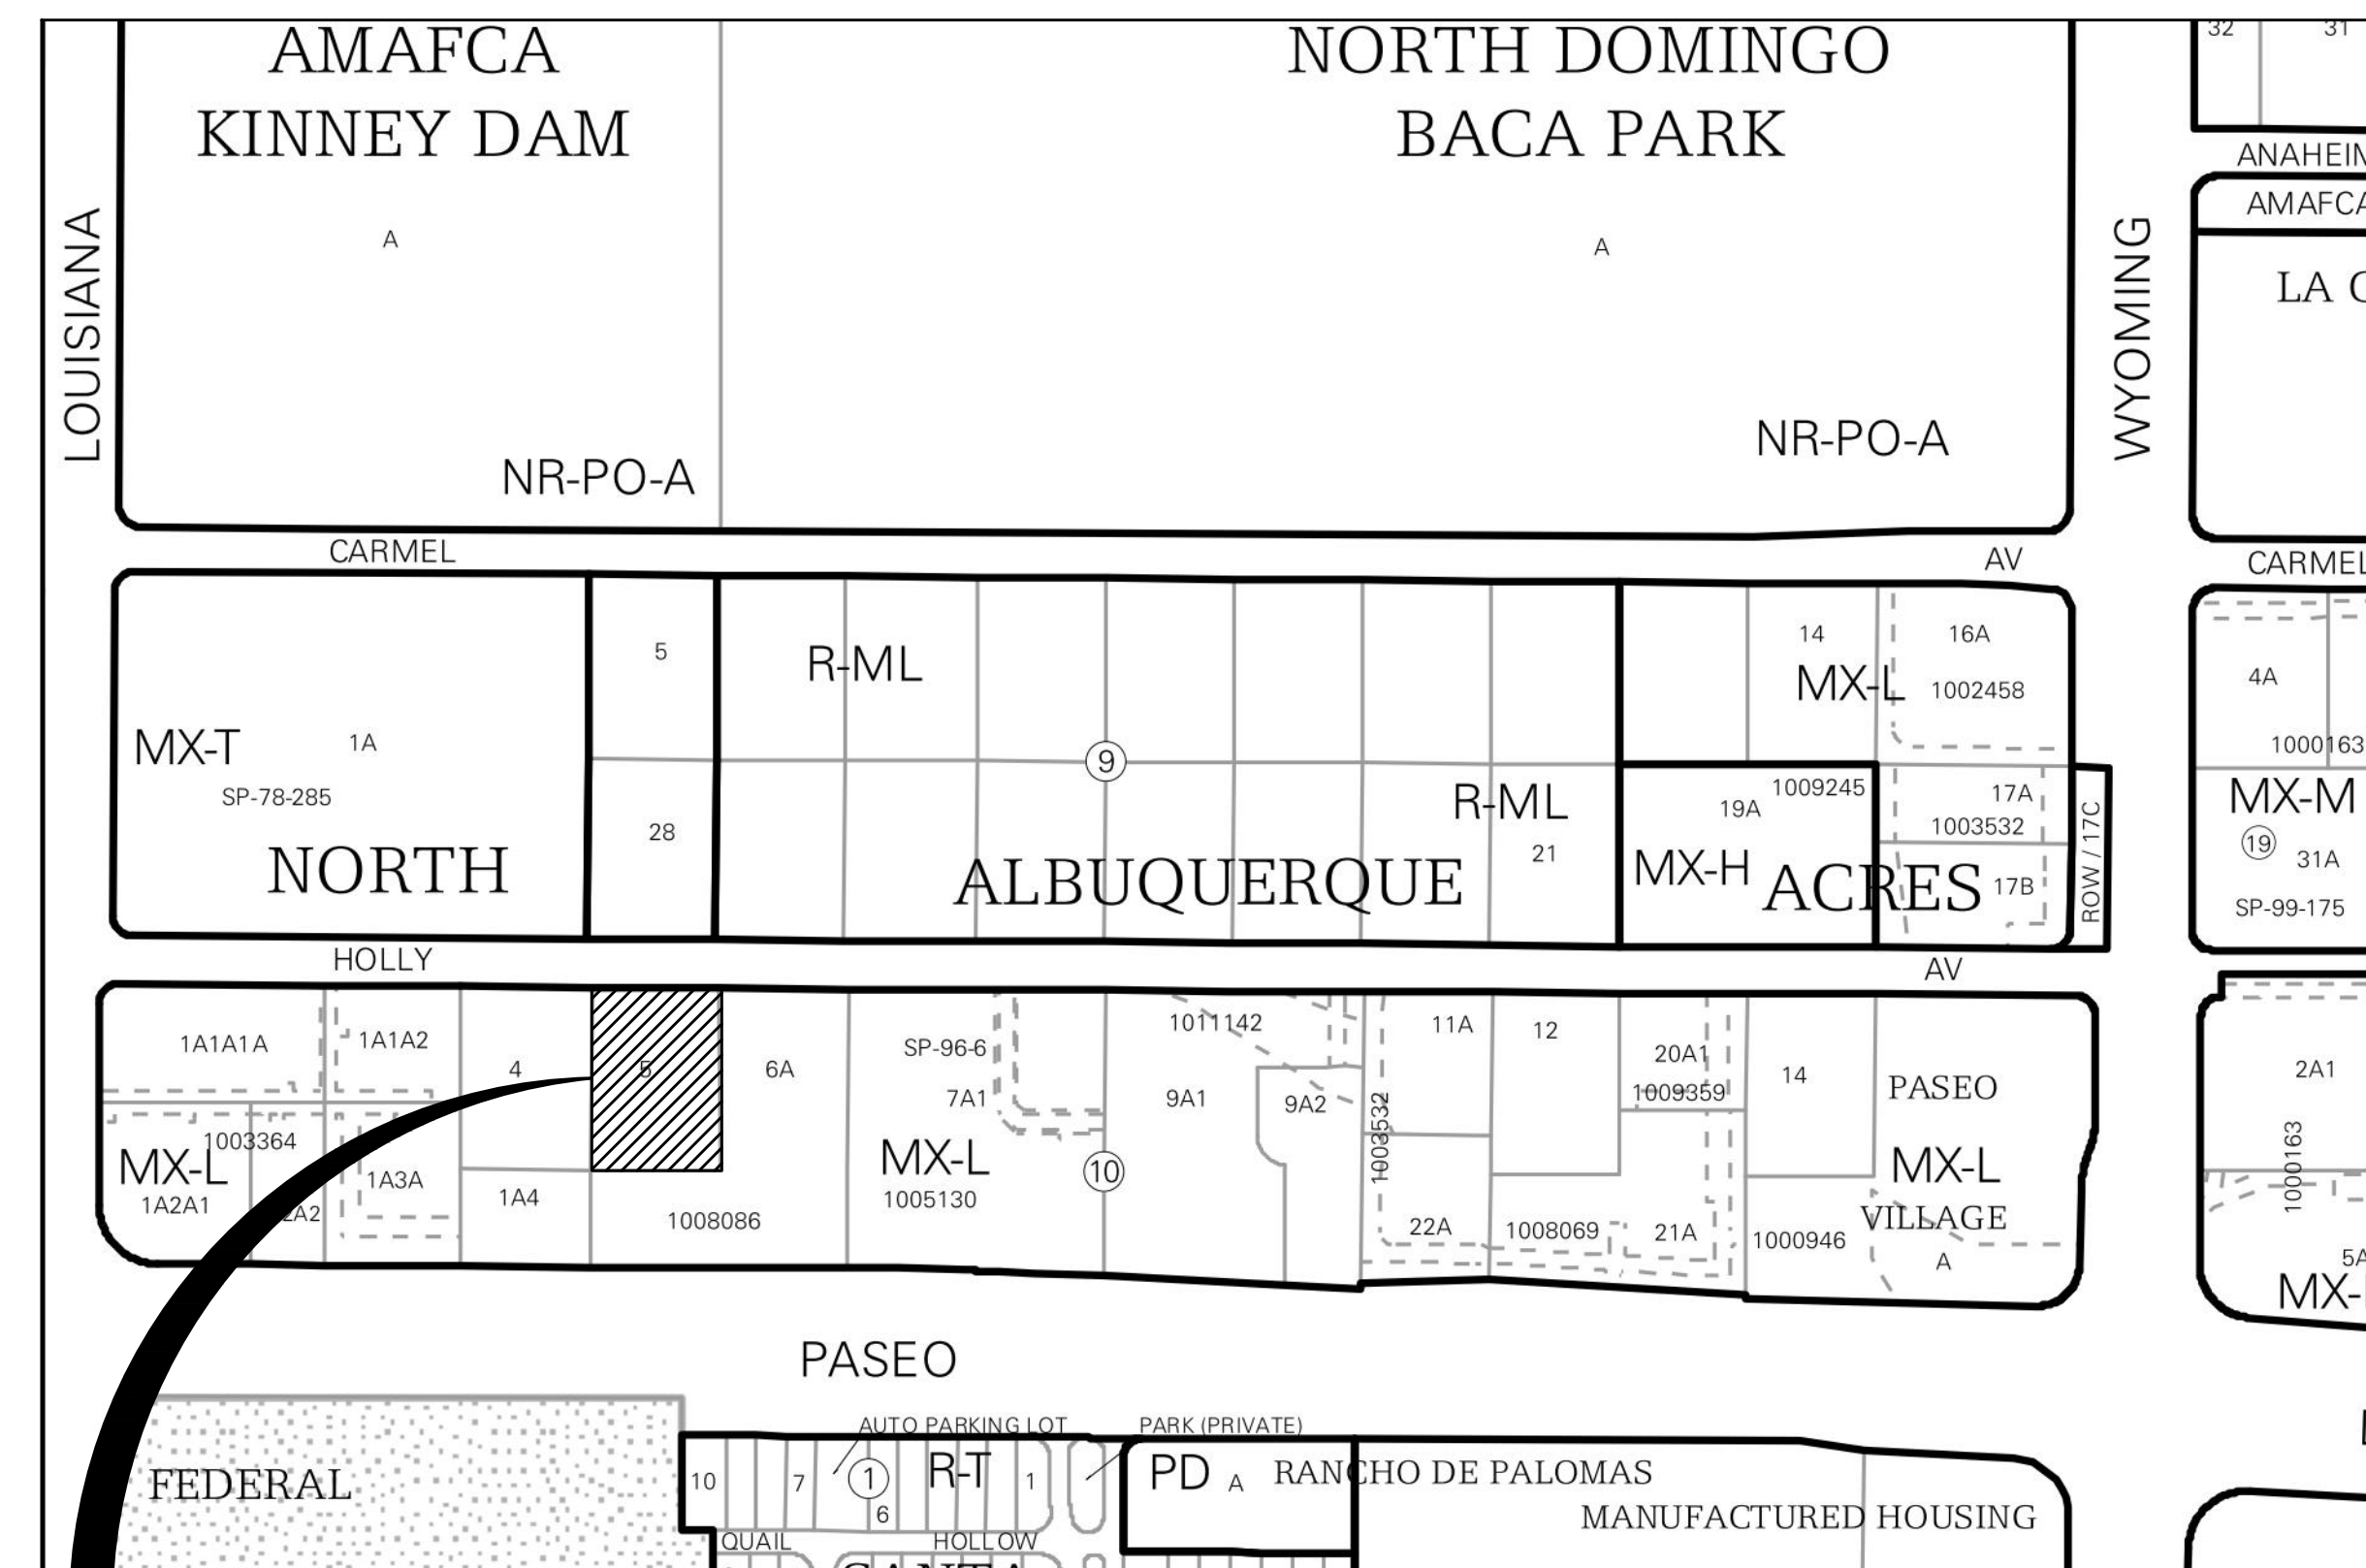 AMAFCA
KINNEY DAM
NORTH DOMINGO
BACA PARK
32
31
ANAHEIM
AMAFCA
LOUISIANA
A
A
WYOMING
LA C
NR-PO-A
NR-PO-A
CARMEL
AV
CARMEL
5
R-ML
14
16A
MX-L
1002458
4A
MX-T
1A
9
1000163
SP-78-285
28
R-ML
21
19A
1009245
17A
1003532
MX-M
19
31A
SP-99-175
NORTH
ALBUQUERQUE
MX-H
ACRES
17B
ROW / 17C
HOLLY
AV
1A1A1A
1A1A2
4
5
6A
SP-96-6
7A1
1011142
9A1
9A2
11A
12
20A1
1009359
14
PASEO
2A1
1003364
MX-L
1A2A1
2A2
1A3A
1A4
1008086
MX-L
1005130
10
1003532
22A
1008069
21A
1000946
MX-L
VILLAGE
A
1000163
5A
MX-
PASEO
AUTO PARKING LOT
PARK (PRIVATE)
FEDERAL
10
7
1
R-T
1
6
PD
A
RANCHO DE PALOMAS
MANUFACTURED HOUSING
QUAIL
HOLLOW
SANTA